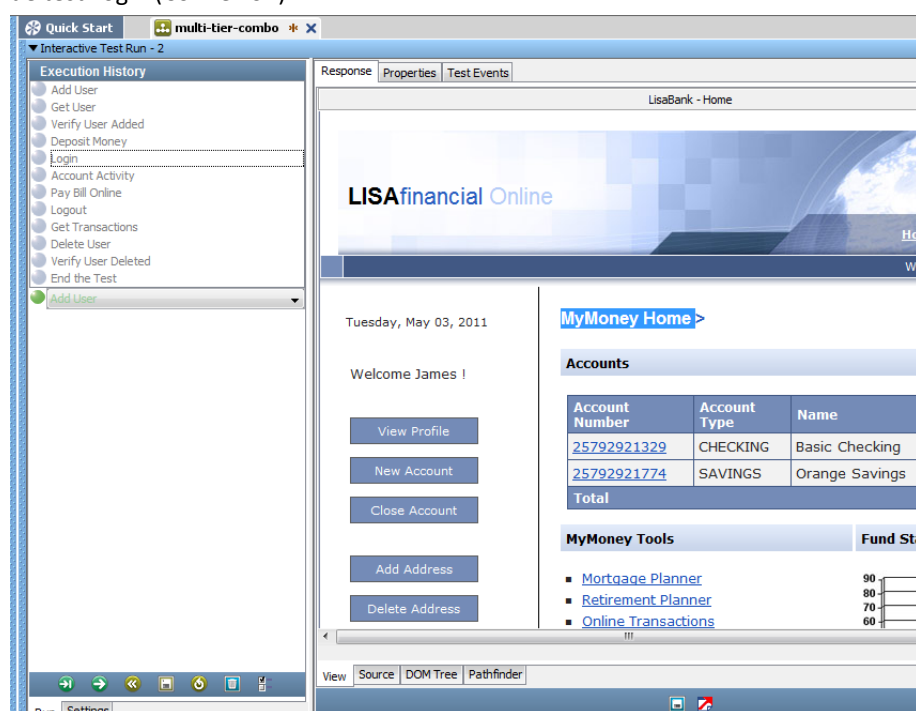 Quick Start
multi-tier-combo
Interactive Test Run - 2
Execution History
Add User
Get User
Verify User Added
Deposit Money
Login
Account Activity
Pay Bill Online
Logout
Get Transactions
Delete User
Verify User Deleted
End the Test
Add User
Response Properties Test Events
LisaBank - Home
LISAfinancial Online
Tuesday, May 03, 2011
Welcome James !
View Profile
New Account
Close Account
Add Address
Delete Address
MyMoney Home >
Accounts
Account Number Account Type Name
25792921329 CHECKING Basic Checking
25792921774 SAVINGS Orange Savings
Total
MyMoney Tools
Mortgage Planner
Retirement Planner
Online Transactions
Fund
90
80
70
60
View Source DOM Tree Pathfinder
Run Settings